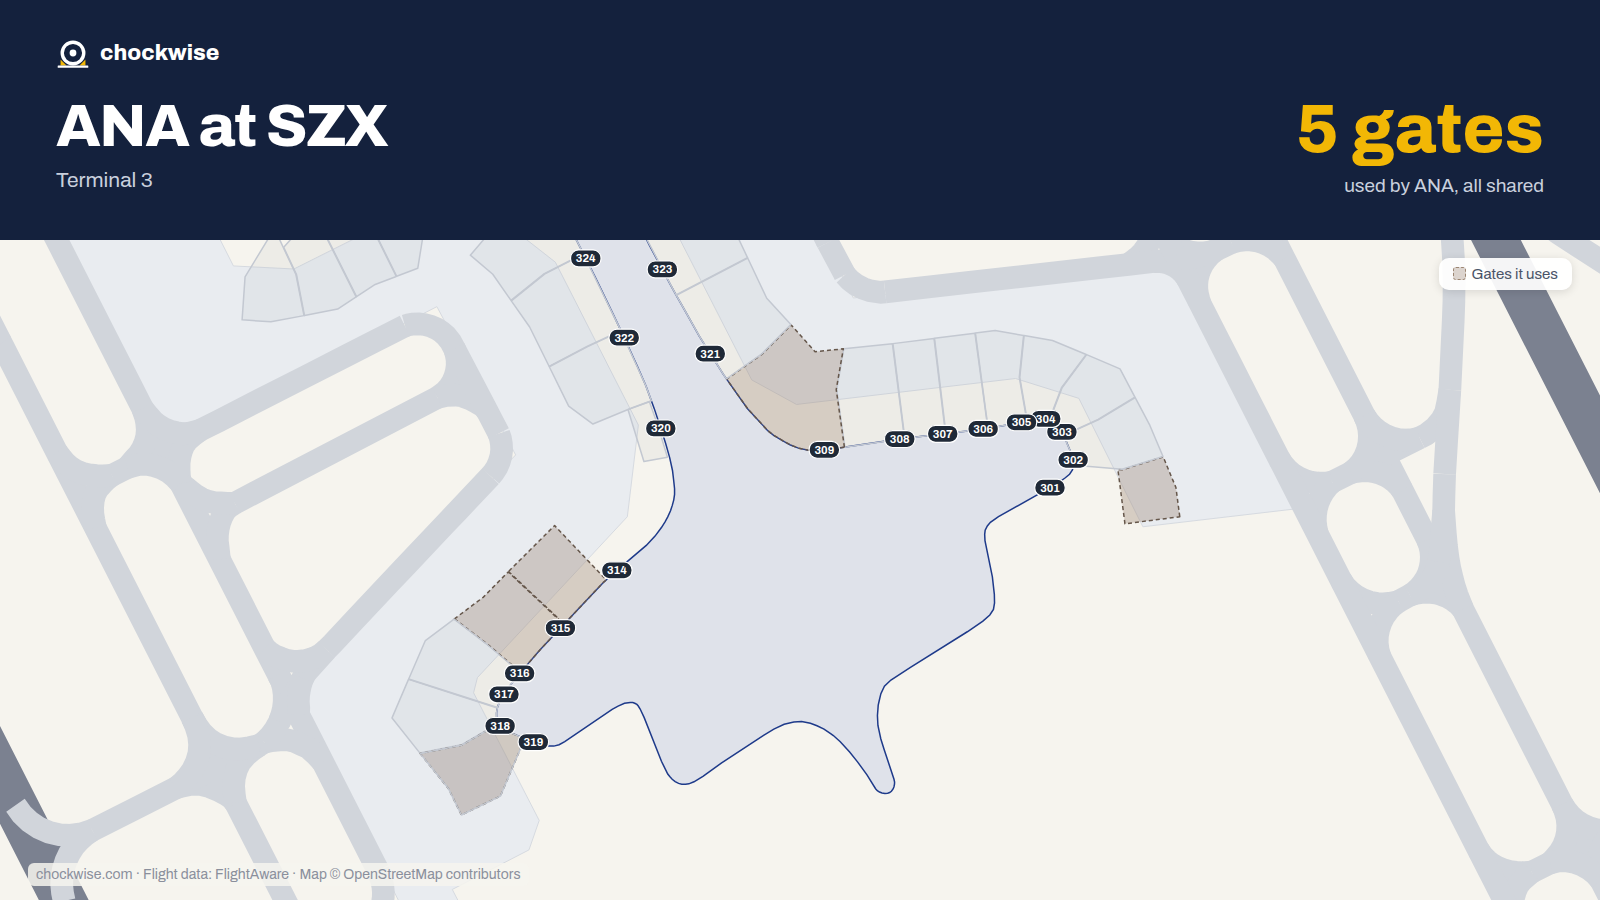 chockwise
ANA at SZX
Terminal 3
5 gates
used by ANA, all shared
Gates it uses
324
323
322
321
320
309
308
307
306
305
304
303
302
301
314
315
316
317
318
319
chockwise.com · Flight data: FlightAware · Map © OpenStreetMap contributors